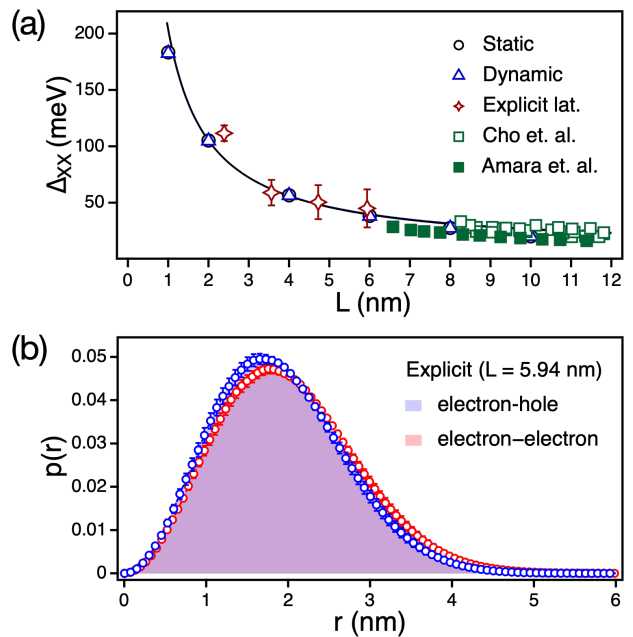 (a)
200
150
100
50
ΔXX (meV)
Static
Dynamic
Explicit lat.
Cho et. al.
Amara et. al.
0 1 2 3 4 5 6 7 8 9 10 11 12
L (nm)
(b)
0.05
0.04
0.03
0.02
0.01
0
p(r)
Explicit (L = 5.94 nm)
electron-hole
electron–electron
0 1 2 3 4 5 6
r (nm)